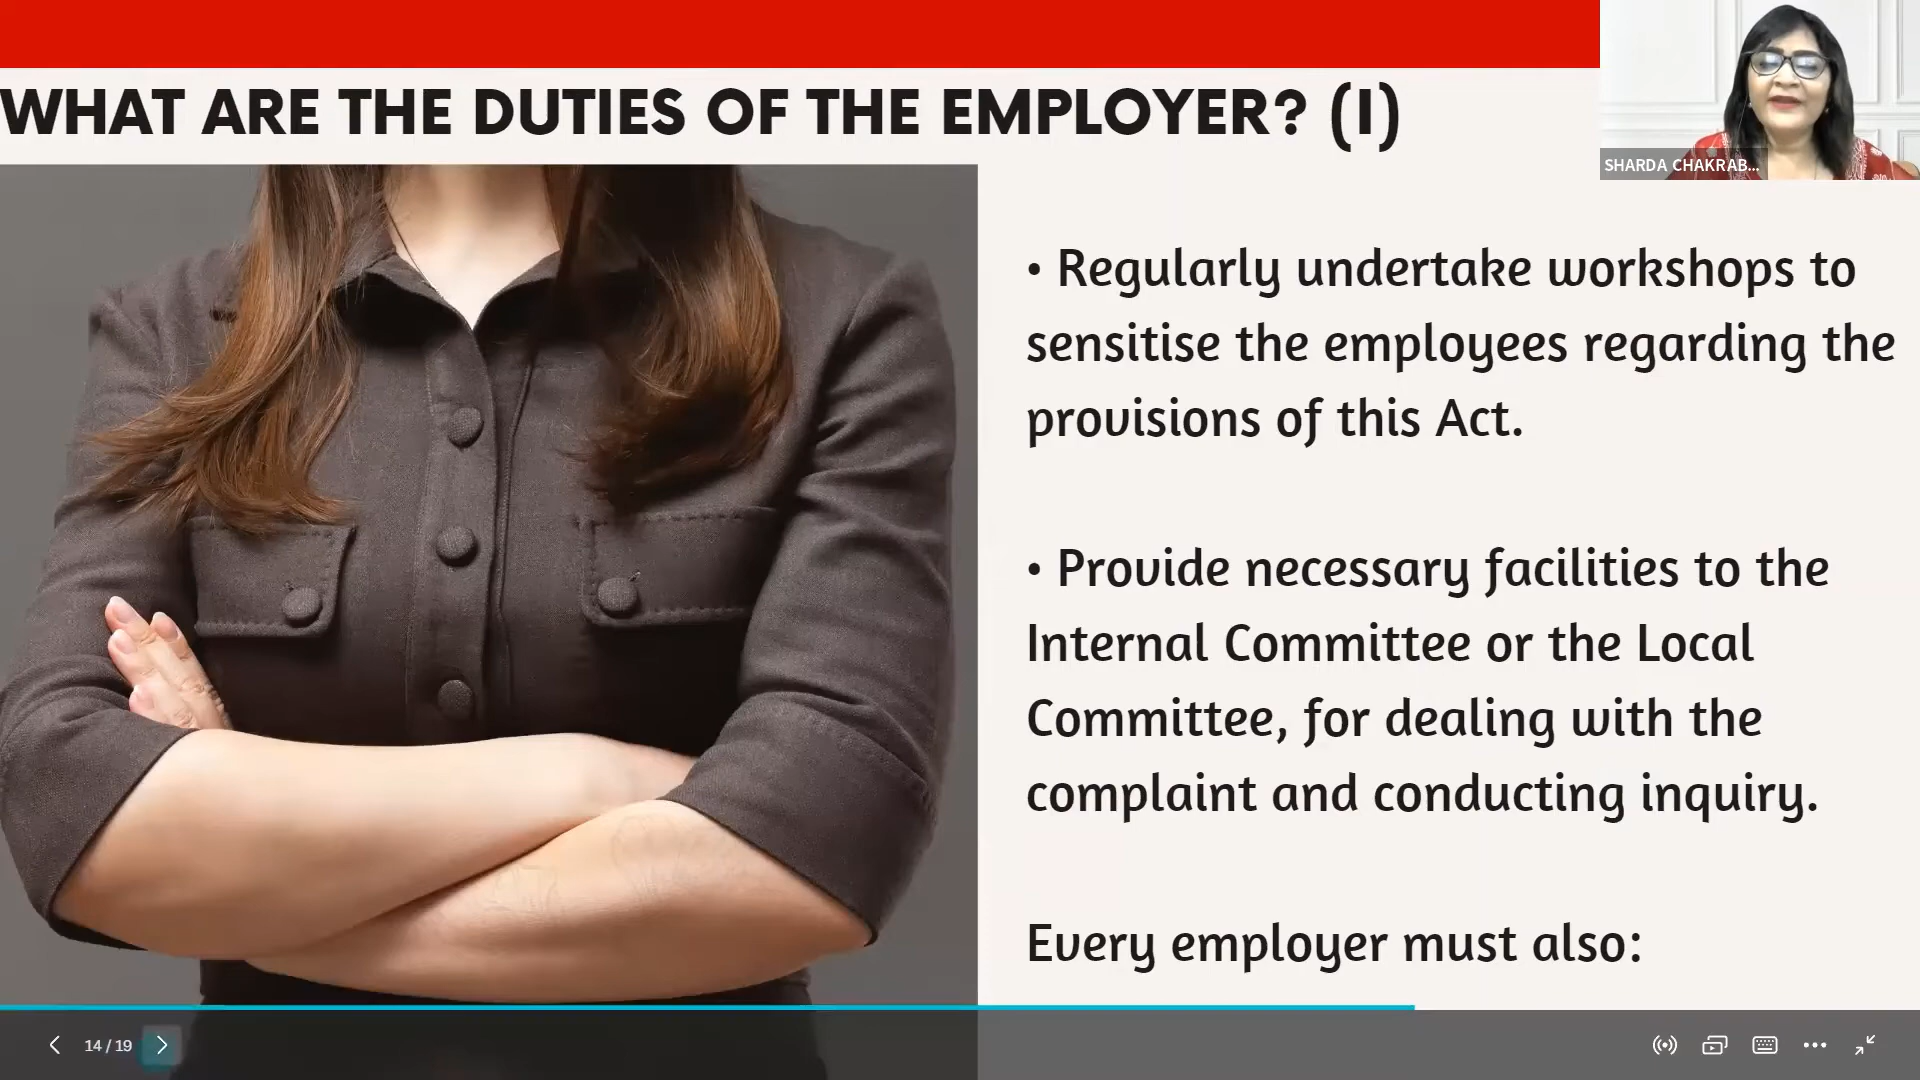 WHAT ARE THE DUTIES OF THE EMPLOYER? (I)
SHARDA CHAKRAB...
• Regularly undertake workshops to
sensitise the employees regarding the
provisions of this Act.
• Provide necessary facilities to the
Internal Committee or the Local
Committee, for dealing with the
complaint and conducting inquiry.
Every employer must also:
14 / 19